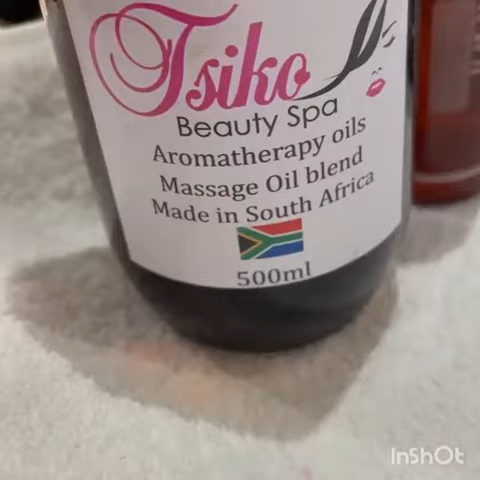 Tsiko
Beauty Spa
Aromatherapy oils
Massage Oil blend
Made in South Africa
500ml
InShOt